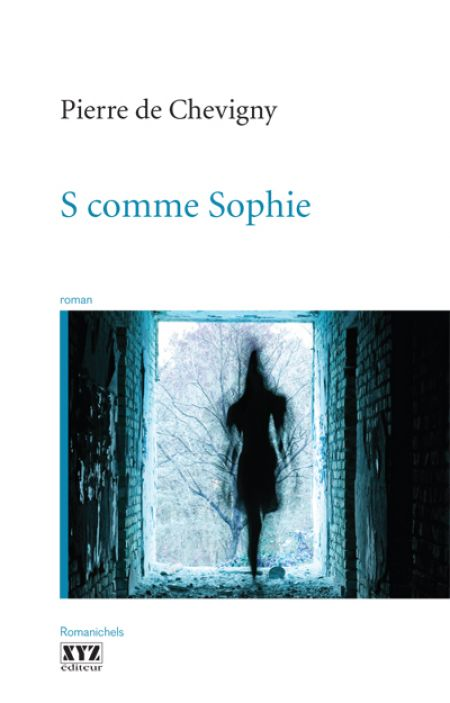 Pierre de Chevigny
S comme Sophie
roman
Romanichels
XYZ
éditeur